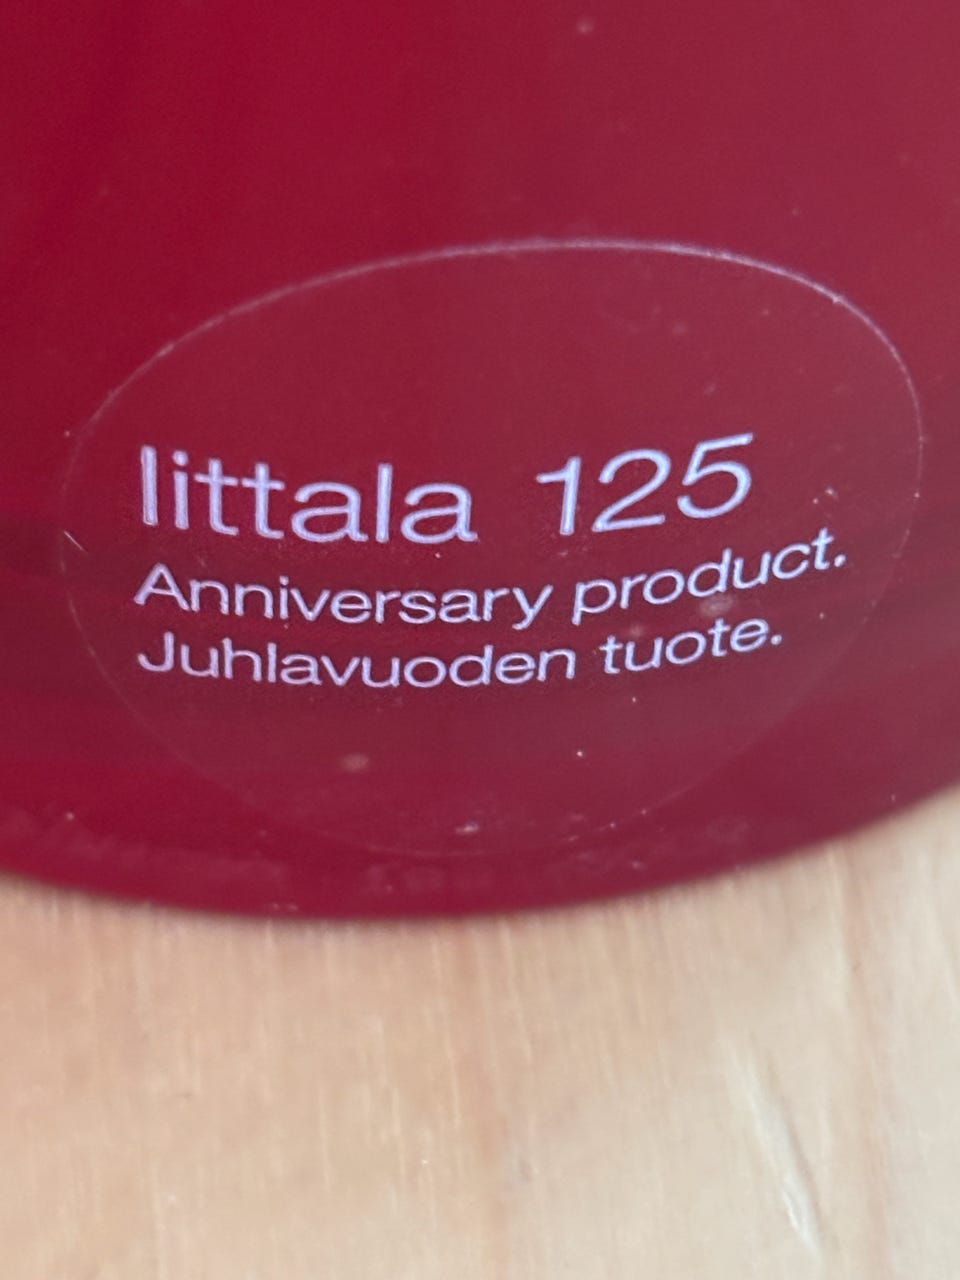 Iittala 125
Anniversary product.
Juhlavuoden tuote.